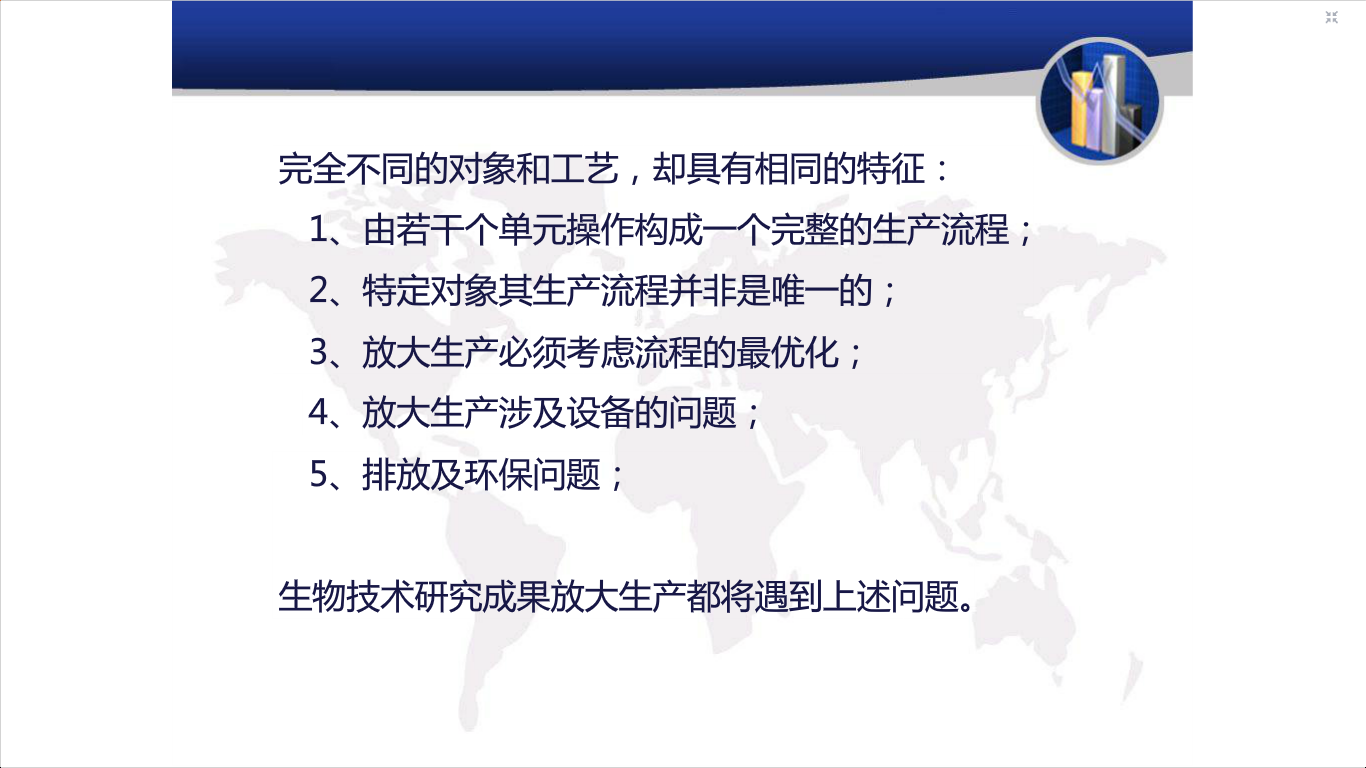 完全不同的对象和工艺，却具有相同的特征：
1、由若干个单元操作构成一个完整的生产流程；
2、特定对象其生产流程并非是唯一的；
3、放大生产必须考虑流程的最优化；
4、放大生产涉及设备的问题；
5、排放及环保问题；
生物技术研究成果放大生产都将遇到上述问题。